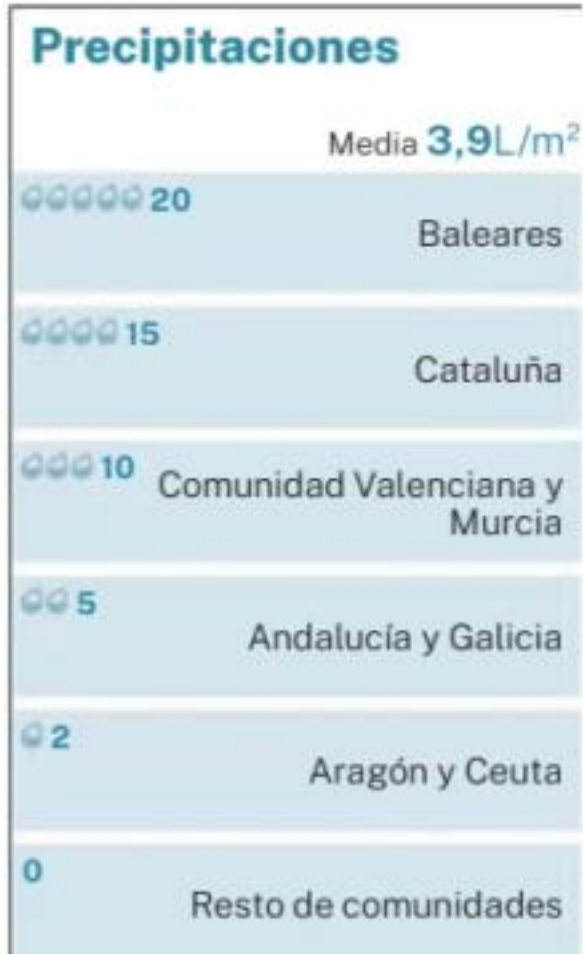 Precipitaciones
Media 3,9L/m²
20
Baleares
15
Cataluña
10
Comunidad Valenciana y
Murcia
5
Andalucía y Galicia
2
Aragón y Ceuta
0
Resto de comunidades